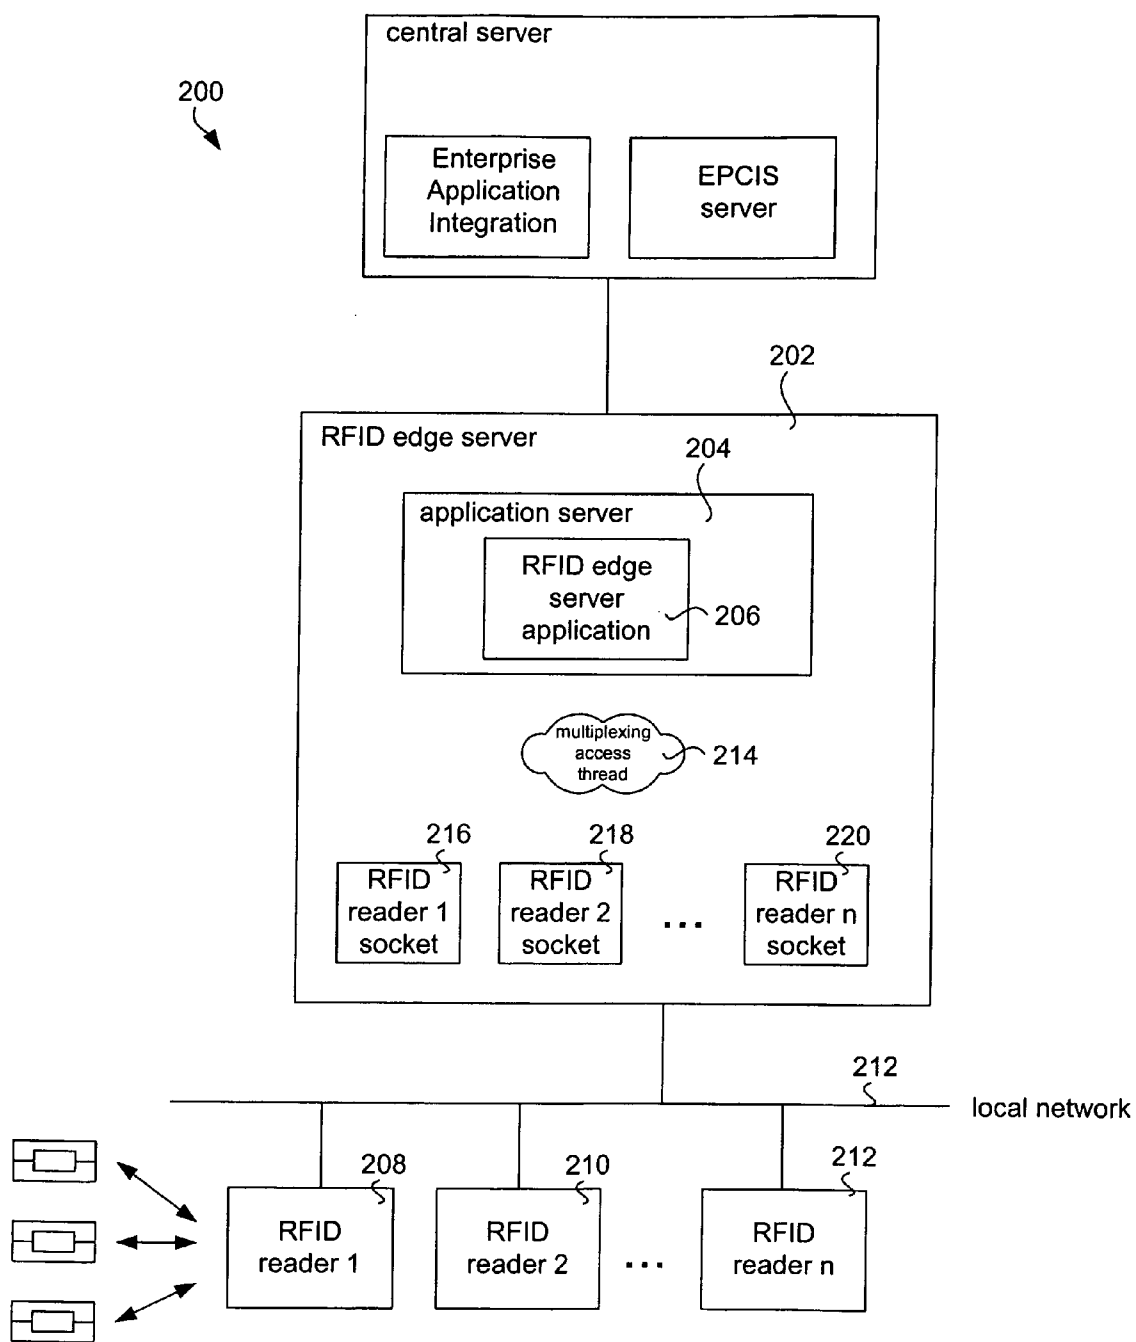 central server
200
Enterprise
Application
Integration
EPCIS
server
202
RFID edge server
204
application server
RFID edge
server
application
206
multiplexing
access
thread
214
216
218
220
RFID
reader 1
socket
RFID
reader 2
socket
...
RFID
reader n
socket
212
local network
208
210
212
RFID
reader 1
RFID
reader 2
...
RFID
reader n